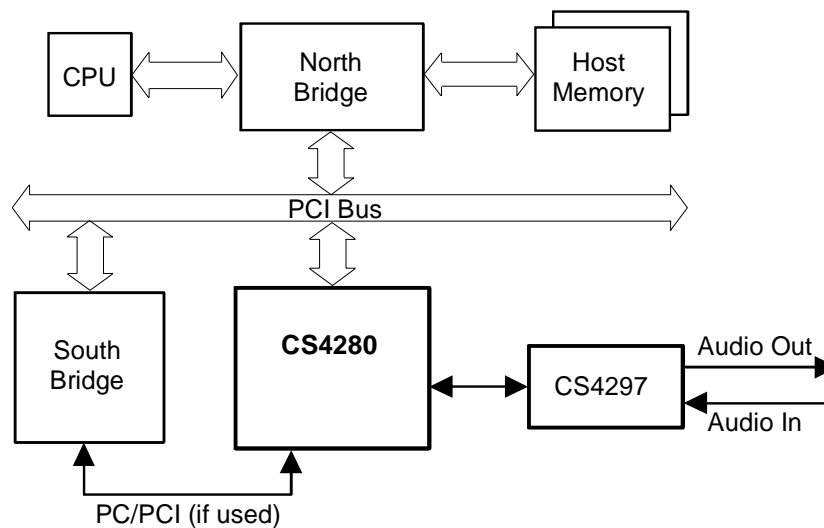 CPU
North
Bridge
Host
Memory
PCI Bus
South
Bridge
CS4280
CS4297
Audio Out
Audio In
PC/PCI (if used)